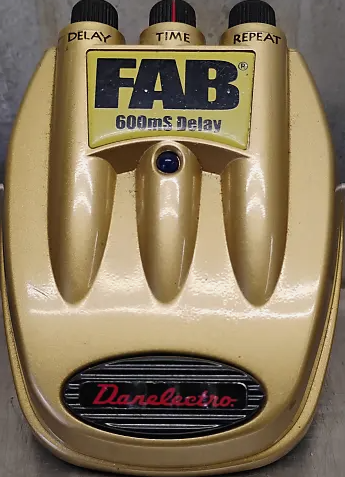 DELAY TIME REPEAT
FAB®
600mS Delay
Danelectro.